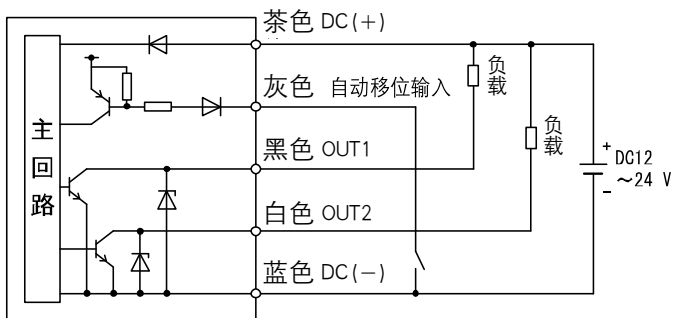 茶色 DC(+)
灰色 自动移位输入
黑色 OUT1
白色 OUT2
蓝色 DC(−)
主回路
负载
负载
+
DC12
～24 V
−